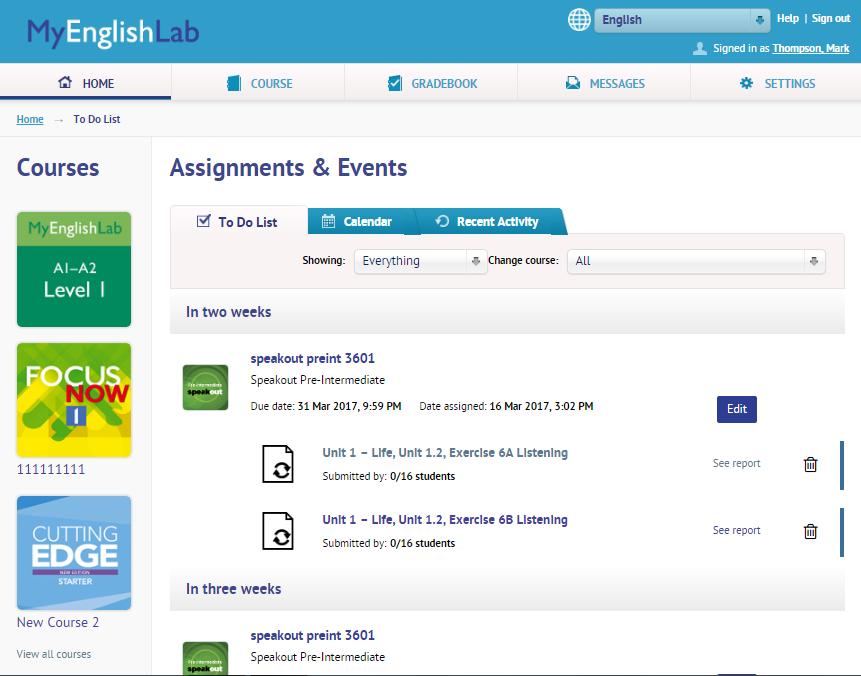 MyEnglishLab
English
Help | Sign out
Signed in as Thompson, Mark
HOME
COURSE
GRADEBOOK
MESSAGES
SETTINGS
Home → To Do List
Courses
MyEnglishLab
A1–A2
Level 1
FOCUS
NOW
1
111111111
CUTTING
EDGE
NEW EDITION
STARTER
New Course 2
View all courses
Assignments & Events
To Do List
Calendar
Recent Activity
Showing: Everything
Change course: All
In two weeks
Pre-Intermediate
speakout
speakout preint 3601
Speakout Pre-Intermediate
Due date: 31 Mar 2017, 9:59 PM Date assigned: 16 Mar 2017, 3:02 PM
Edit
Unit 1 – Life, Unit 1.2, Exercise 6A Listening
Submitted by: 0/16 students
See report
Unit 1 – Life, Unit 1.2, Exercise 6B Listening
Submitted by: 0/16 students
See report
In three weeks
Pre-Intermediate
speakout
speakout preint 3601
Speakout Pre-Intermediate